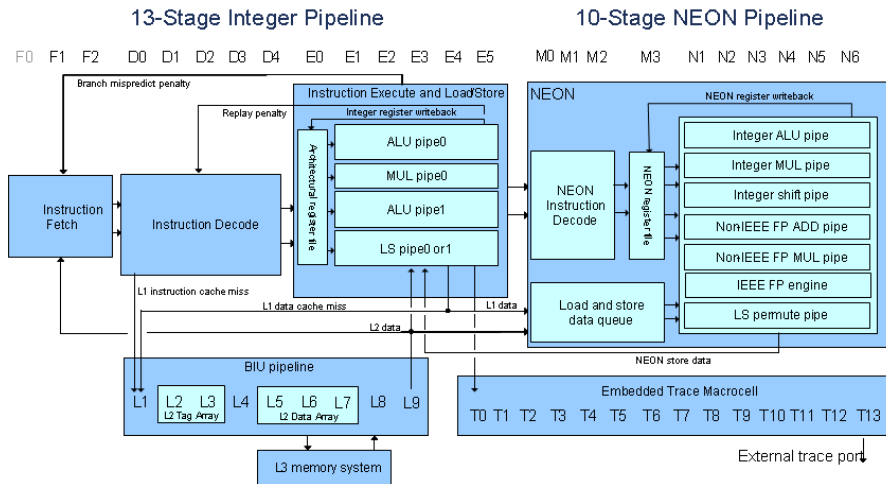 13-Stage Integer Pipeline
10-Stage NEON Pipeline
F0 F1 F2 D0 D1 D2 D3 D4 E0 E1 E2 E3 E4 E5 M0 M1 M2 M3 N1 N2 N3 N4 N5 N6
Branch mispredict penalty
Instruction Execute and Load/Store
NEON
Replay penalty
Integer register writeback
NEON register writeback
Instruction
Fetch
Instruction Decode
Architectural register file
ALU pipe0
MUL pipe0
ALU pipe1
LS pipe0 or1
NEON
Instruction
Decode
NEON register file
Integer ALU pipe
Integer MUL pipe
Integer shift pipe
Non-IEEE FP ADD pipe
Non-IEEE FP MUL pipe
IEEE FP engine
LS permute pipe
Load and store
data queue
L1 instruction cache miss
L1 data cache miss
L1 data
L2 data
NEON store data
BIU pipeline
L1 L2 L3 L4 L5 L6 L7 L8 L9
L2 Tag Array
L2 Data Array
L3 memory system
Embedded Trace Macrocell
T0 T1 T2 T3 T4 T5 T6 T7 T8 T9 T10 T11 T12 T13
External trace port